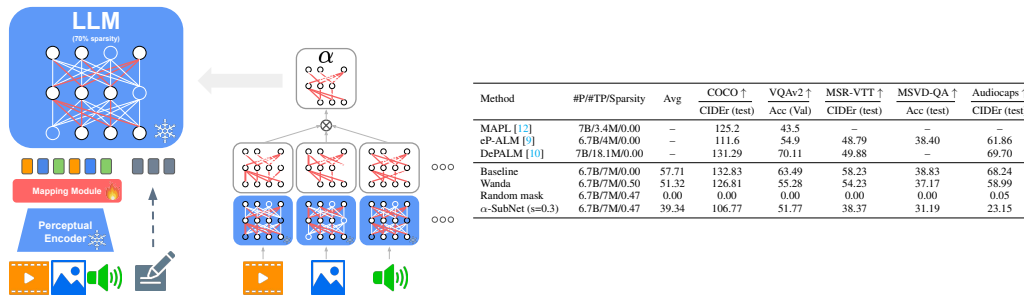 LLM
(70% sparsity)
Mapping Module
Perceptual
Encoder
α
Method #P/#TP/Sparsity Avg COCO ↑ VQAv2 ↑ MSR-VTT ↑ MSVD-QA ↑ Audiocaps ↑
CIDEr (test) Acc (Val) CIDEr (test) Acc (test) CIDEr (test)
MAPL [12] 7B/3.4M/0.00 – 125.2 43.5 – – –
eP-ALM [9] 6.7B/4M/0.00 – 111.6 54.9 48.79 38.40 61.86
DePALM [10] 7B/18.1M/0.00 – 131.29 70.11 49.88 – 69.70
Baseline 6.7B/7M/0.00 57.71 132.83 63.49 58.23 38.83 68.24
Wanda 6.7B/7M/0.50 51.32 126.81 55.28 54.23 37.17 58.99
Random mask 6.7B/7M/0.47 0.00 0.00 0.00 0.00 0.00 0.05
α-SubNet (s=0.3) 6.7B/7M/0.47 39.34 106.77 51.77 38.37 31.19 23.15